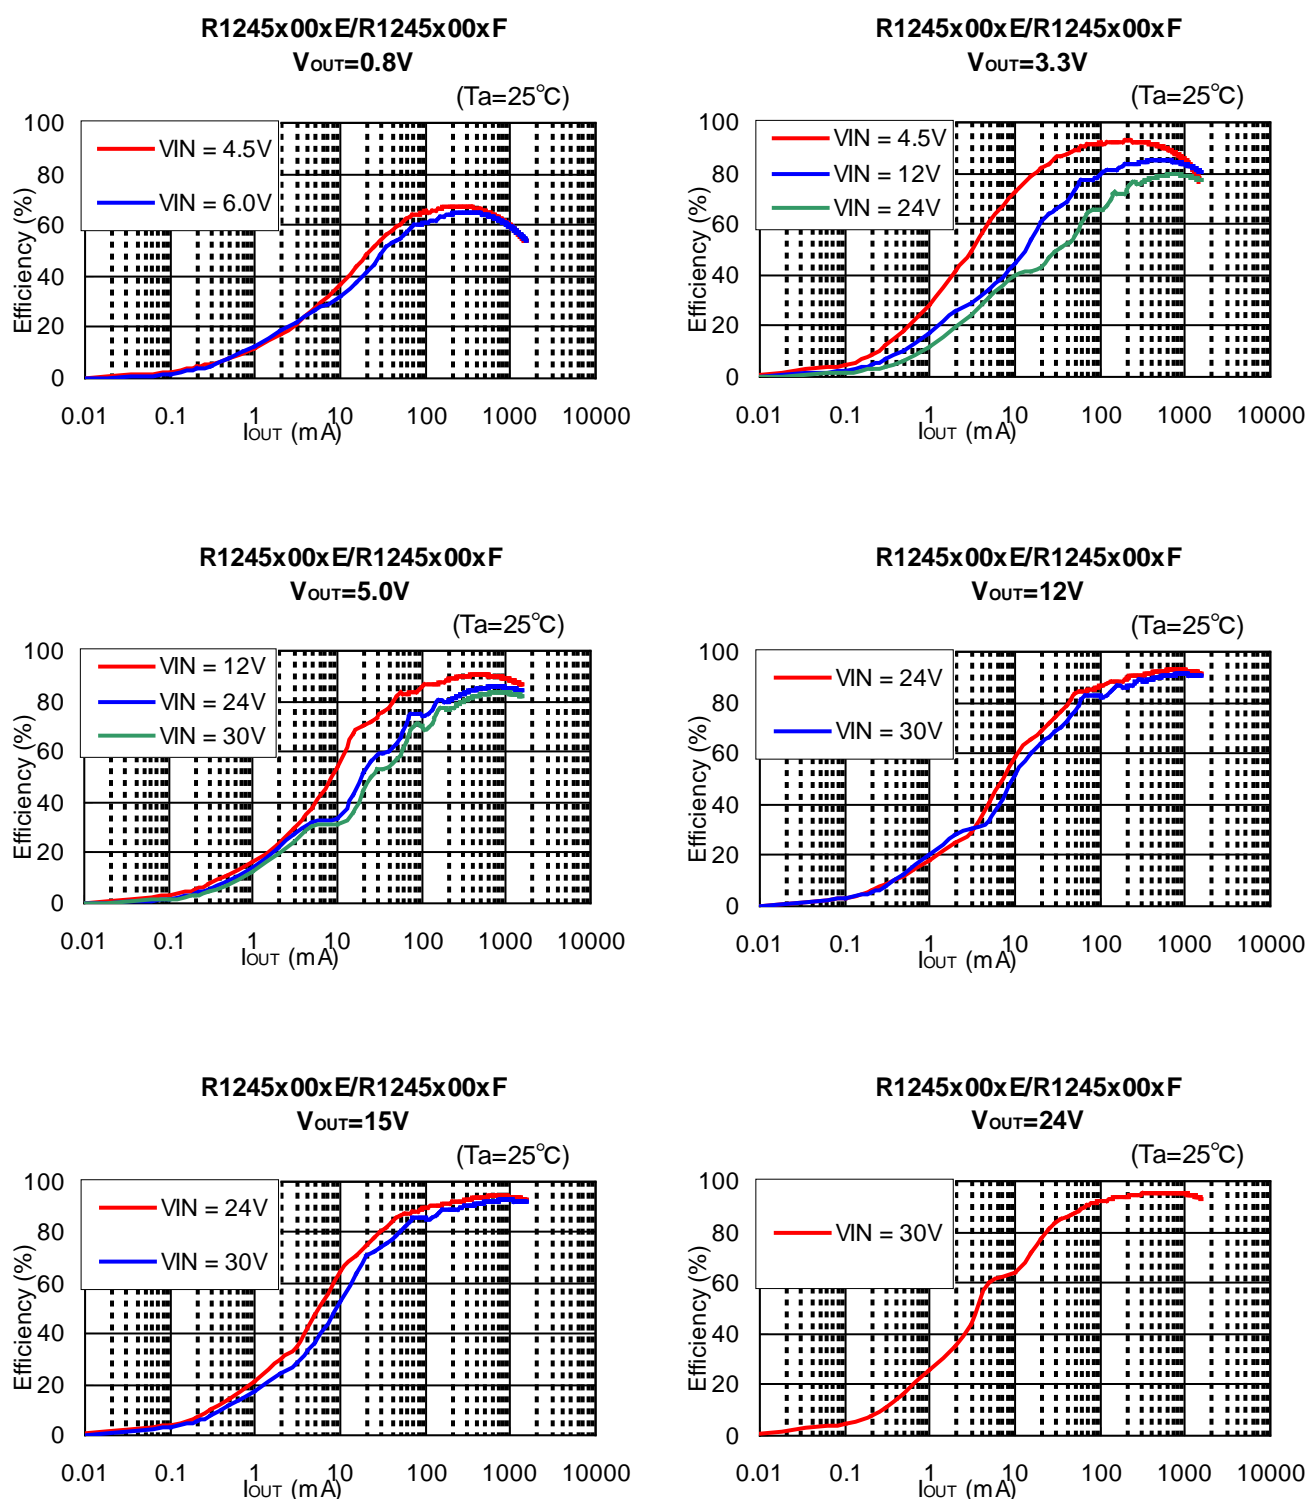 R1245x00xE/R1245x00xF
VOUT=0.8V
(Ta=25°C)
VIN = 4.5V
VIN = 6.0V
Efficiency (%)
100
80
60
40
20
0
0.01 0.1 1 10 100 1000 10000
IOUT (mA)
R1245x00xE/R1245x00xF
VOUT=3.3V
(Ta=25°C)
VIN = 4.5V
VIN = 12V
VIN = 24V
Efficiency (%)
100
80
60
40
20
0
0.01 0.1 1 10 100 1000 10000
IOUT (mA)
R1245x00xE/R1245x00xF
VOUT=5.0V
(Ta=25°C)
VIN = 12V
VIN = 24V
VIN = 30V
Efficiency (%)
100
80
60
40
20
0
0.01 0.1 1 10 100 1000 10000
IOUT (mA)
R1245x00xE/R1245x00xF
VOUT=12V
(Ta=25°C)
VIN = 24V
VIN = 30V
Efficiency (%)
100
80
60
40
20
0
0.01 0.1 1 10 100 1000 10000
IOUT (mA)
R1245x00xE/R1245x00xF
VOUT=15V
(Ta=25°C)
VIN = 24V
VIN = 30V
Efficiency (%)
100
80
60
40
20
0
0.01 0.1 1 10 100 1000 10000
IOUT (mA)
R1245x00xE/R1245x00xF
VOUT=24V
(Ta=25°C)
VIN = 30V
Efficiency (%)
100
80
60
40
20
0
0.01 0.1 1 10 100 1000 10000
IOUT (mA)